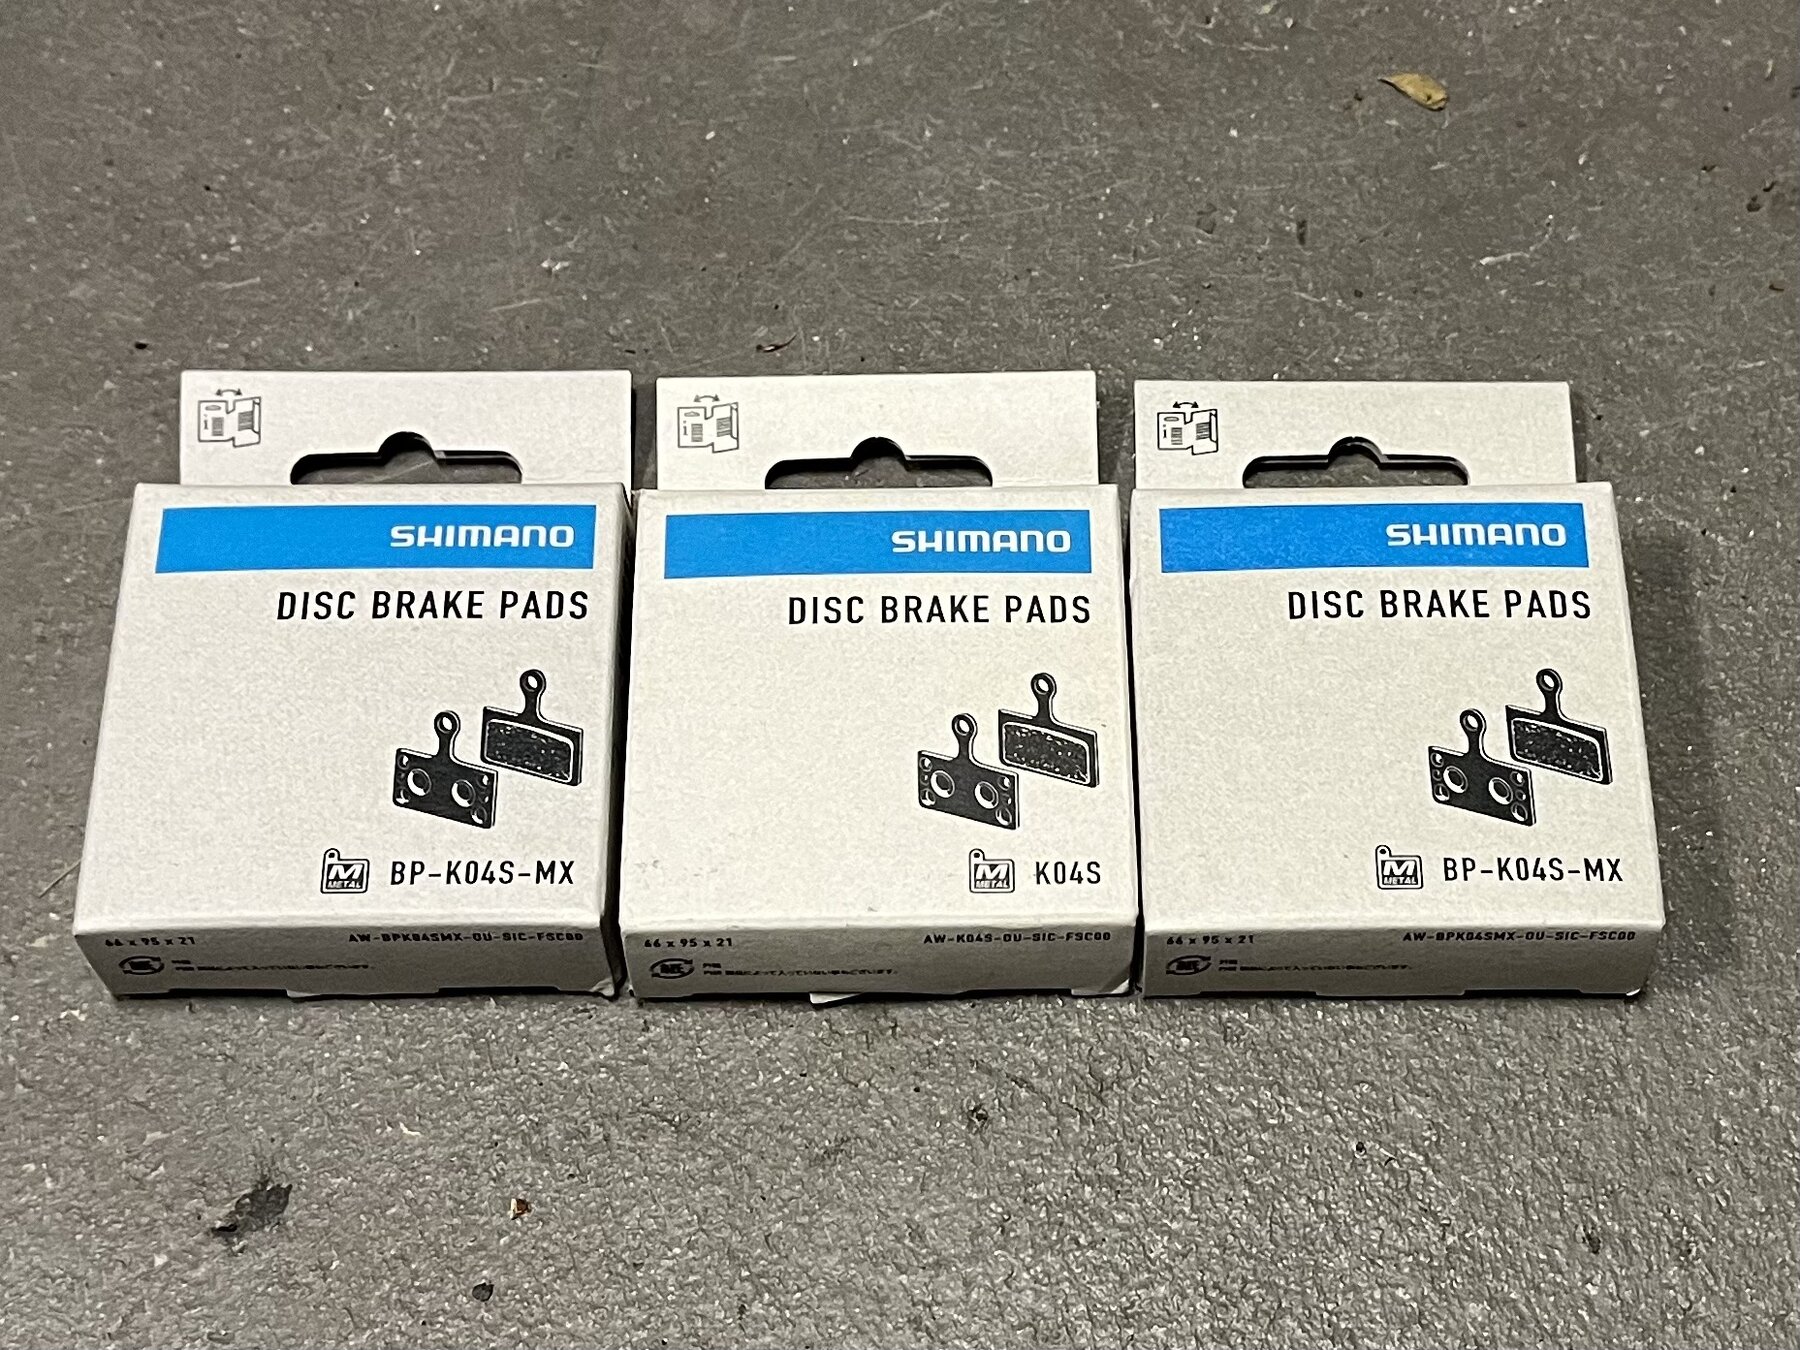 SHIMANO
DISC BRAKE PADS
M
METAL
BP-K04S-MX
66 x 95 x 21
AW-BPK04SMX-OU-SIC-FSC00
SHIMANO
DISC BRAKE PADS
M
METAL
K04S
66 x 95 x 21
AW-K04S-OU-SIC-FSC00
SHIMANO
DISC BRAKE PADS
M
METAL
BP-K04S-MX
66 x 95 x 21
AW-BPK04SMX-OU-SIC-FSC00